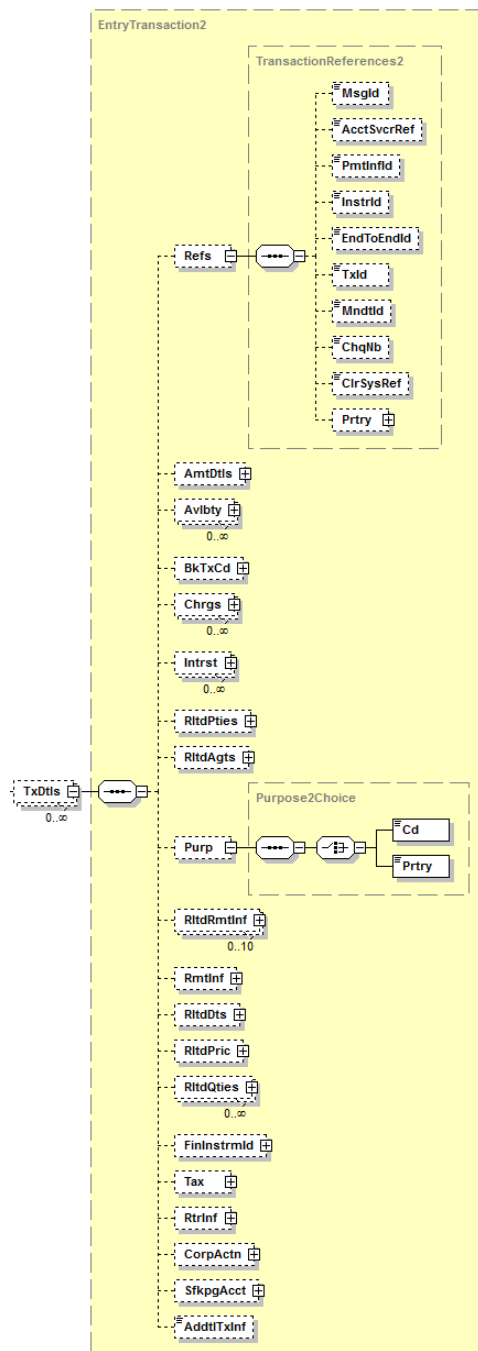 EntryTransaction2
TransactionReferences2
MsgId
AcctSvcrRef
PmtInfId
InstrId
EndToEndId
Refs
TxId
MndtId
ChqNb
ClrSysRef
Prtry
AmtDtls
Avlbty
0..∞
BkTxCd
Chrgs
0..∞
Intrst
0..∞
RltdPties
RltdAgts
TxDtls
0..∞
Purpose2Choice
Cd
Purp
Prtry
RltdRmtInf
0..10
RmtInf
RltdDts
RltdPric
RltdQties
0..∞
FinInstrmId
Tax
RtrInf
CorpActn
SfkpgAcct
AddtlTxInf